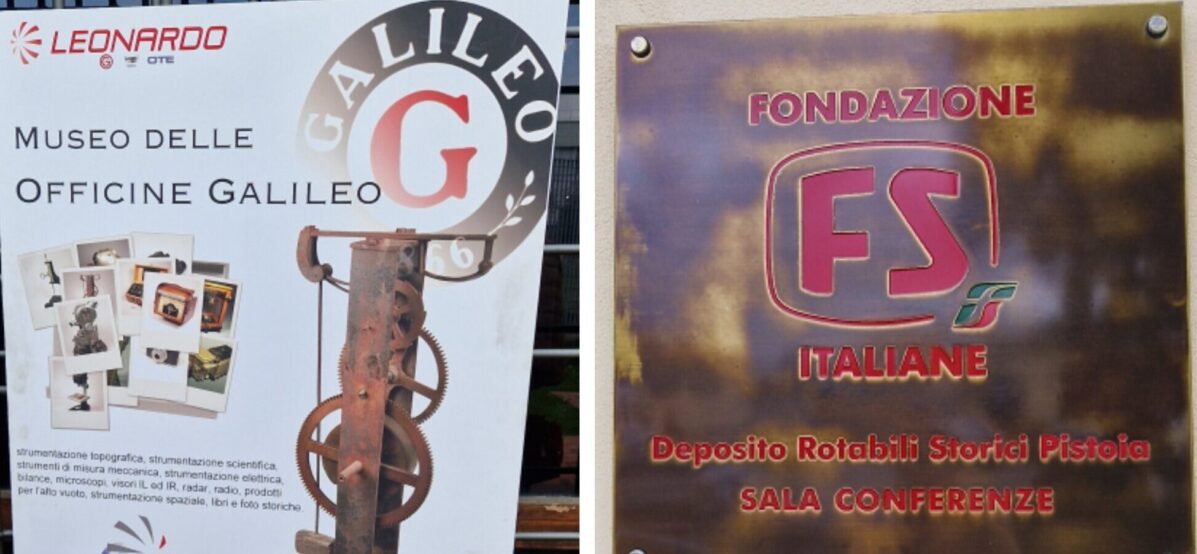 LEONARDO
G OTE
GALILEO
G
866
MUSEO DELLE
OFFICINE GALILEO
strumentazione topografica, strumentazione scientifica,
strumenti di misura meccanica, strumentazione elettrica,
bilance, microscopi, visori IL ed IR, radar, radio, prodotti
per l'alto vuoto, strumentazione spaziale, libri e foto storiche.
FONDAZIONE
FS
ITALIANE
Deposito Rotabili Storici Pistoia
SALA CONFERENZE